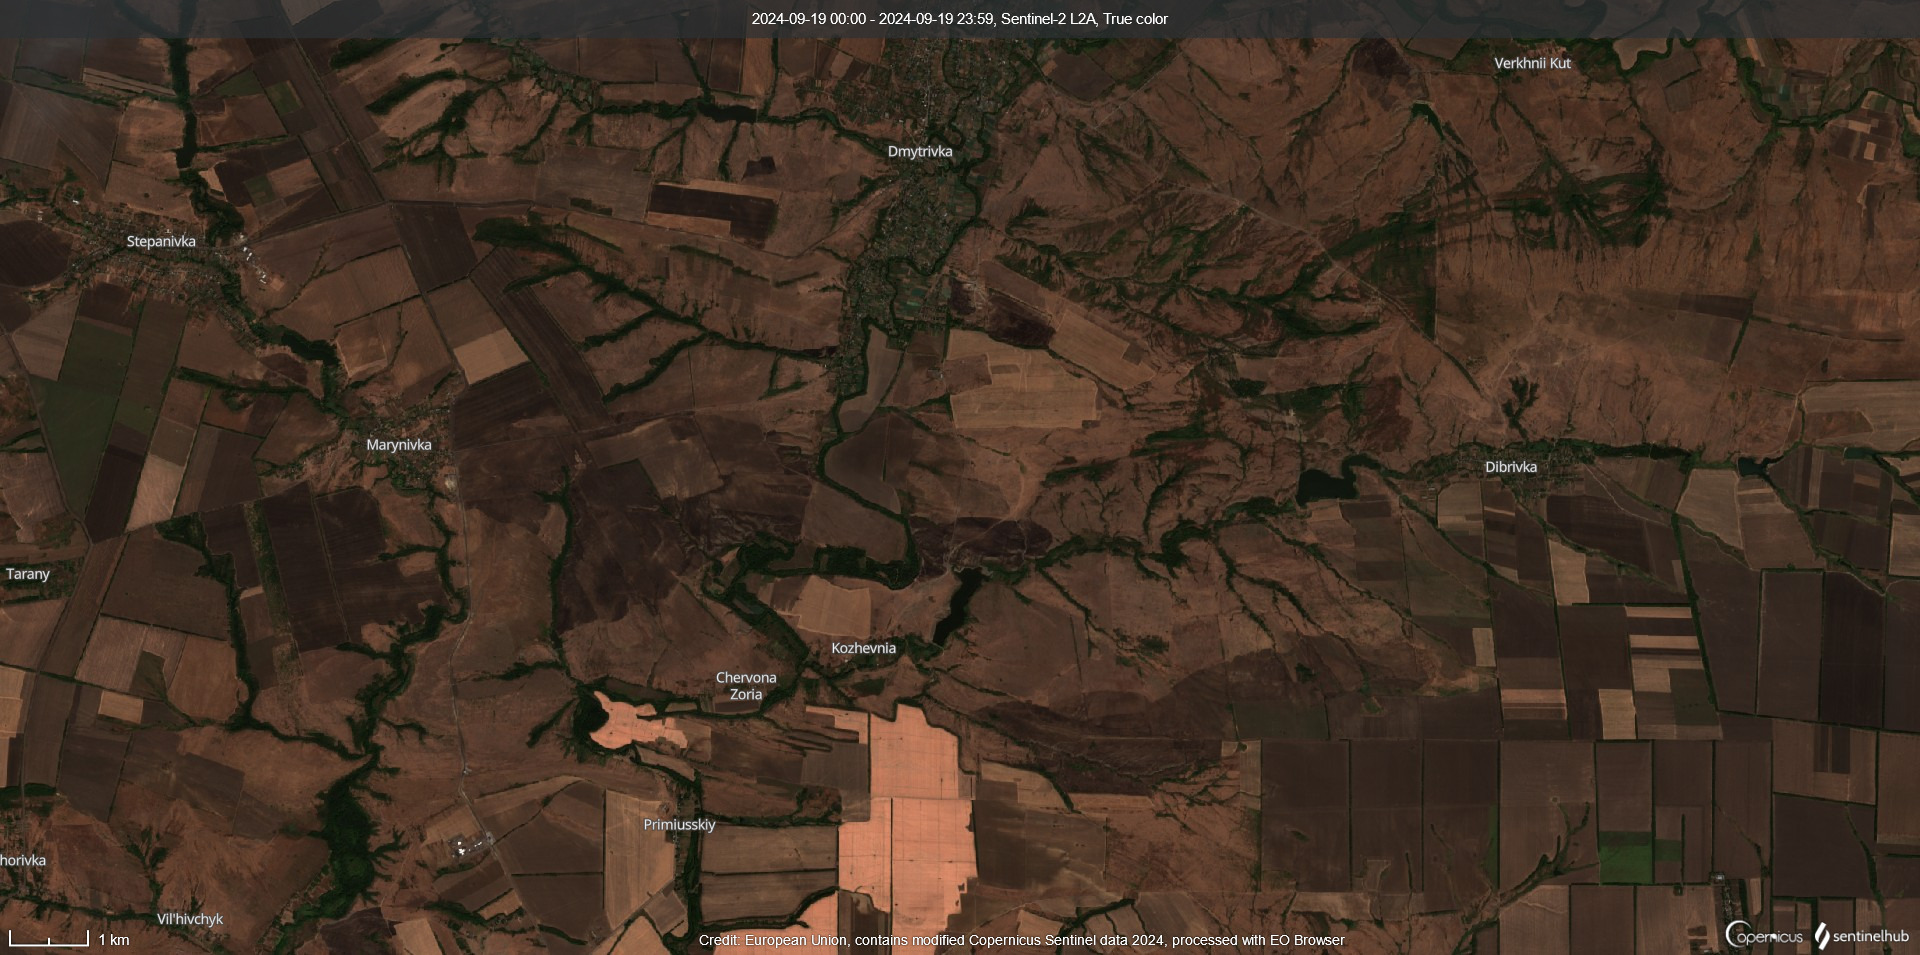 2024-09-19 00:00 - 2024-09-19 23:59, Sentinel-2 L2A, True color
Verkhnii Kut
Dmytrivka
Stepanivka
Marynivka
Dibrivka
Tarany
Kozhevnia
Chervona
Zoria
Primiusskiy
horivka
Vil'hivchyk
1 km
Credit: European Union, contains modified Copernicus Sentinel data 2024, processed with EO Browser
opernicus
sentinelhub